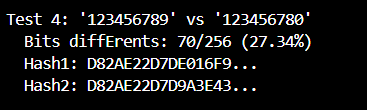 Test 4: '123456789' vs '123456780'
Bits diffErents: 70/256 (27.34%)
Hash1: D82AE22D7DE016F9...
Hash2: D82AE22D7D9A3E43...